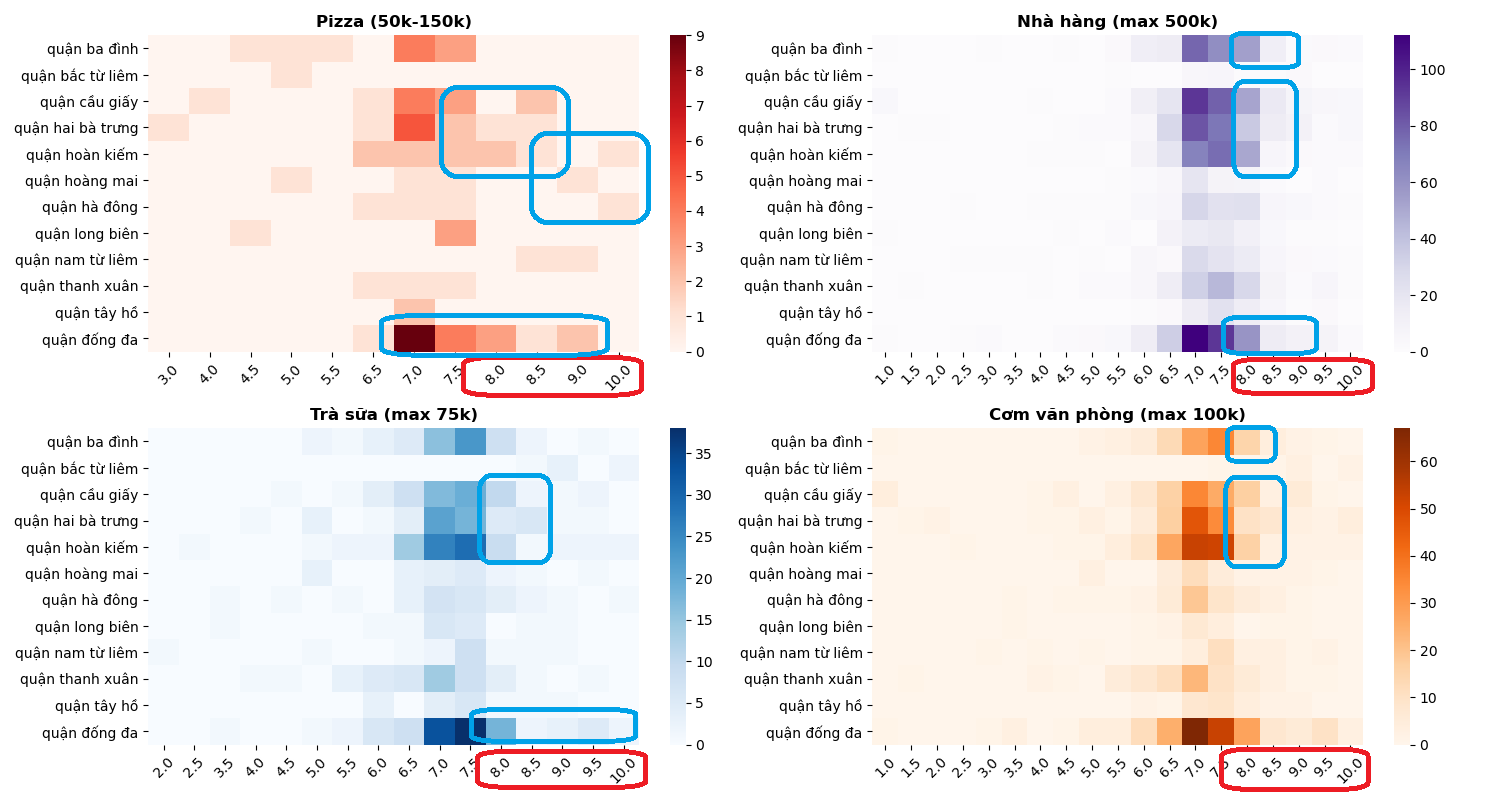 Pizza (50k-150k)
quận ba đình
quận bắc từ liêm
quận cầu giấy
quận hai bà trưng
quận hoàn kiếm
quận hoàng mai
quận hà đông
quận long biên
quận nam từ liêm
quận thanh xuân
quận tây hồ
quận đống đa
3.0 4.0 4.5 5.0 6.0 6.5 7.0 7.5 8.0 8.5 9.0 10.0
9
8
7
6
5
4
3
2
1
0
Nhà hàng (max 500k)
quận ba đình
quận bắc từ liêm
quận cầu giấy
quận hai bà trưng
quận hoàn kiếm
quận hoàng mai
quận hà đông
quận long biên
quận nam từ liêm
quận thanh xuân
quận tây hồ
quận đống đa
1.0 1.5 2.0 2.5 3.0 3.5 4.0 4.5 5.0 5.5 6.0 6.5 7.0 7.5 8.0 8.5 9.0 9.5 10.0
100
80
60
40
20
0
Trà sữa (max 75k)
quận ba đình
quận bắc từ liêm
quận cầu giấy
quận hai bà trưng
quận hoàn kiếm
quận hoàng mai
quận hà đông
quận long biên
quận nam từ liêm
quận thanh xuân
quận tây hồ
quận đống đa
2.0 2.5 3.5 4.0 4.5 5.0 5.5 6.0 6.5 7.0 7.5 8.0 8.5 9.0 9.5 10.0
35
30
25
20
15
10
5
0
Cơm văn phòng (max 100k)
quận ba đình
quận bắc từ liêm
quận cầu giấy
quận hai bà trưng
quận hoàn kiếm
quận hoàng mai
quận hà đông
quận long biên
quận nam từ liêm
quận thanh xuân
quận tây hồ
quận đống đa
1.0 1.5 2.0 2.5 3.0 3.5 4.0 4.5 5.0 5.5 6.0 6.5 7.0 7.5 8.0 8.5 9.0 9.5 10.0
60
50
40
30
20
10
0